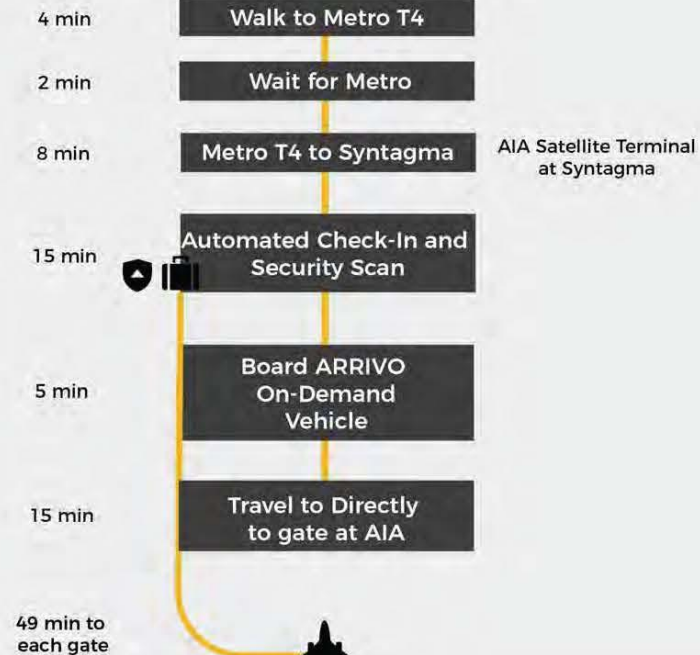 4 min
Walk to Metro T4
2 min
Wait for Metro
8 min
Metro T4 to Syntagma
AIA Satellite Terminal
at Syntagma
15 min
Automated Check-In and
Security Scan
5 min
Board ARRIVO
On-Demand
Vehicle
15 min
Travel to Directly
to gate at AIA
49 min to
each gate